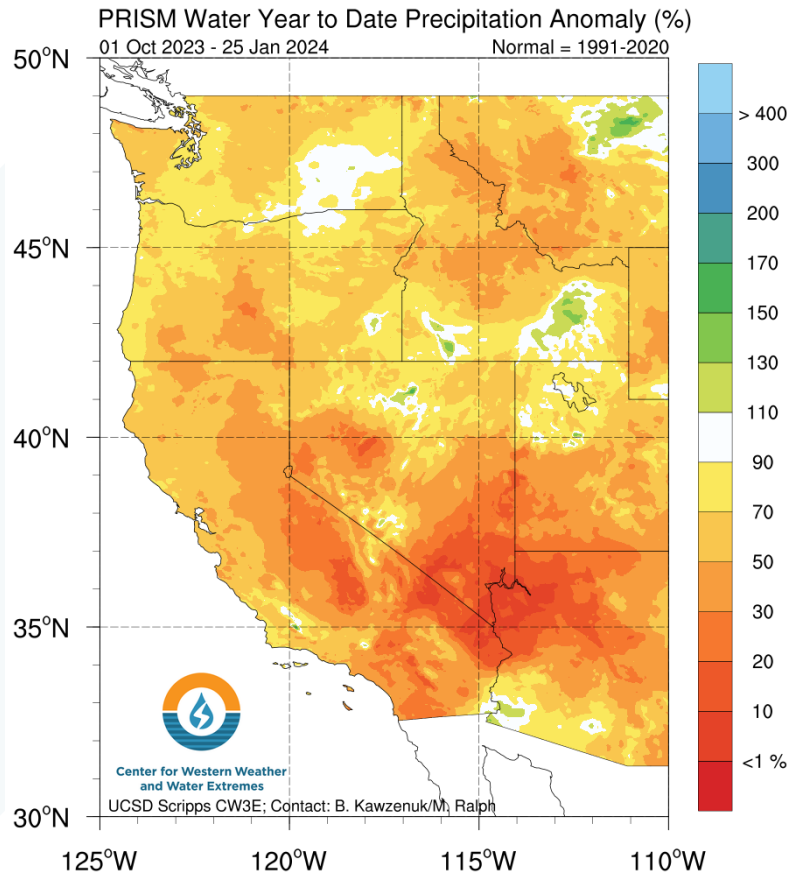 PRISM Water Year to Date Precipitation Anomaly (%)
01 Oct 2023 - 25 Jan 2024 Normal = 1991-2020
50°N
45°N
40°N
35°N
30°N
125°W 120°W 115°W 110°W
> 400
300
200
170
150
130
110
90
70
50
30
20
10
<1 %
Center for Western Weather
and Water Extremes
UCSD Scripps CW3E; Contact: B. Kawzenuk/M. Ralph